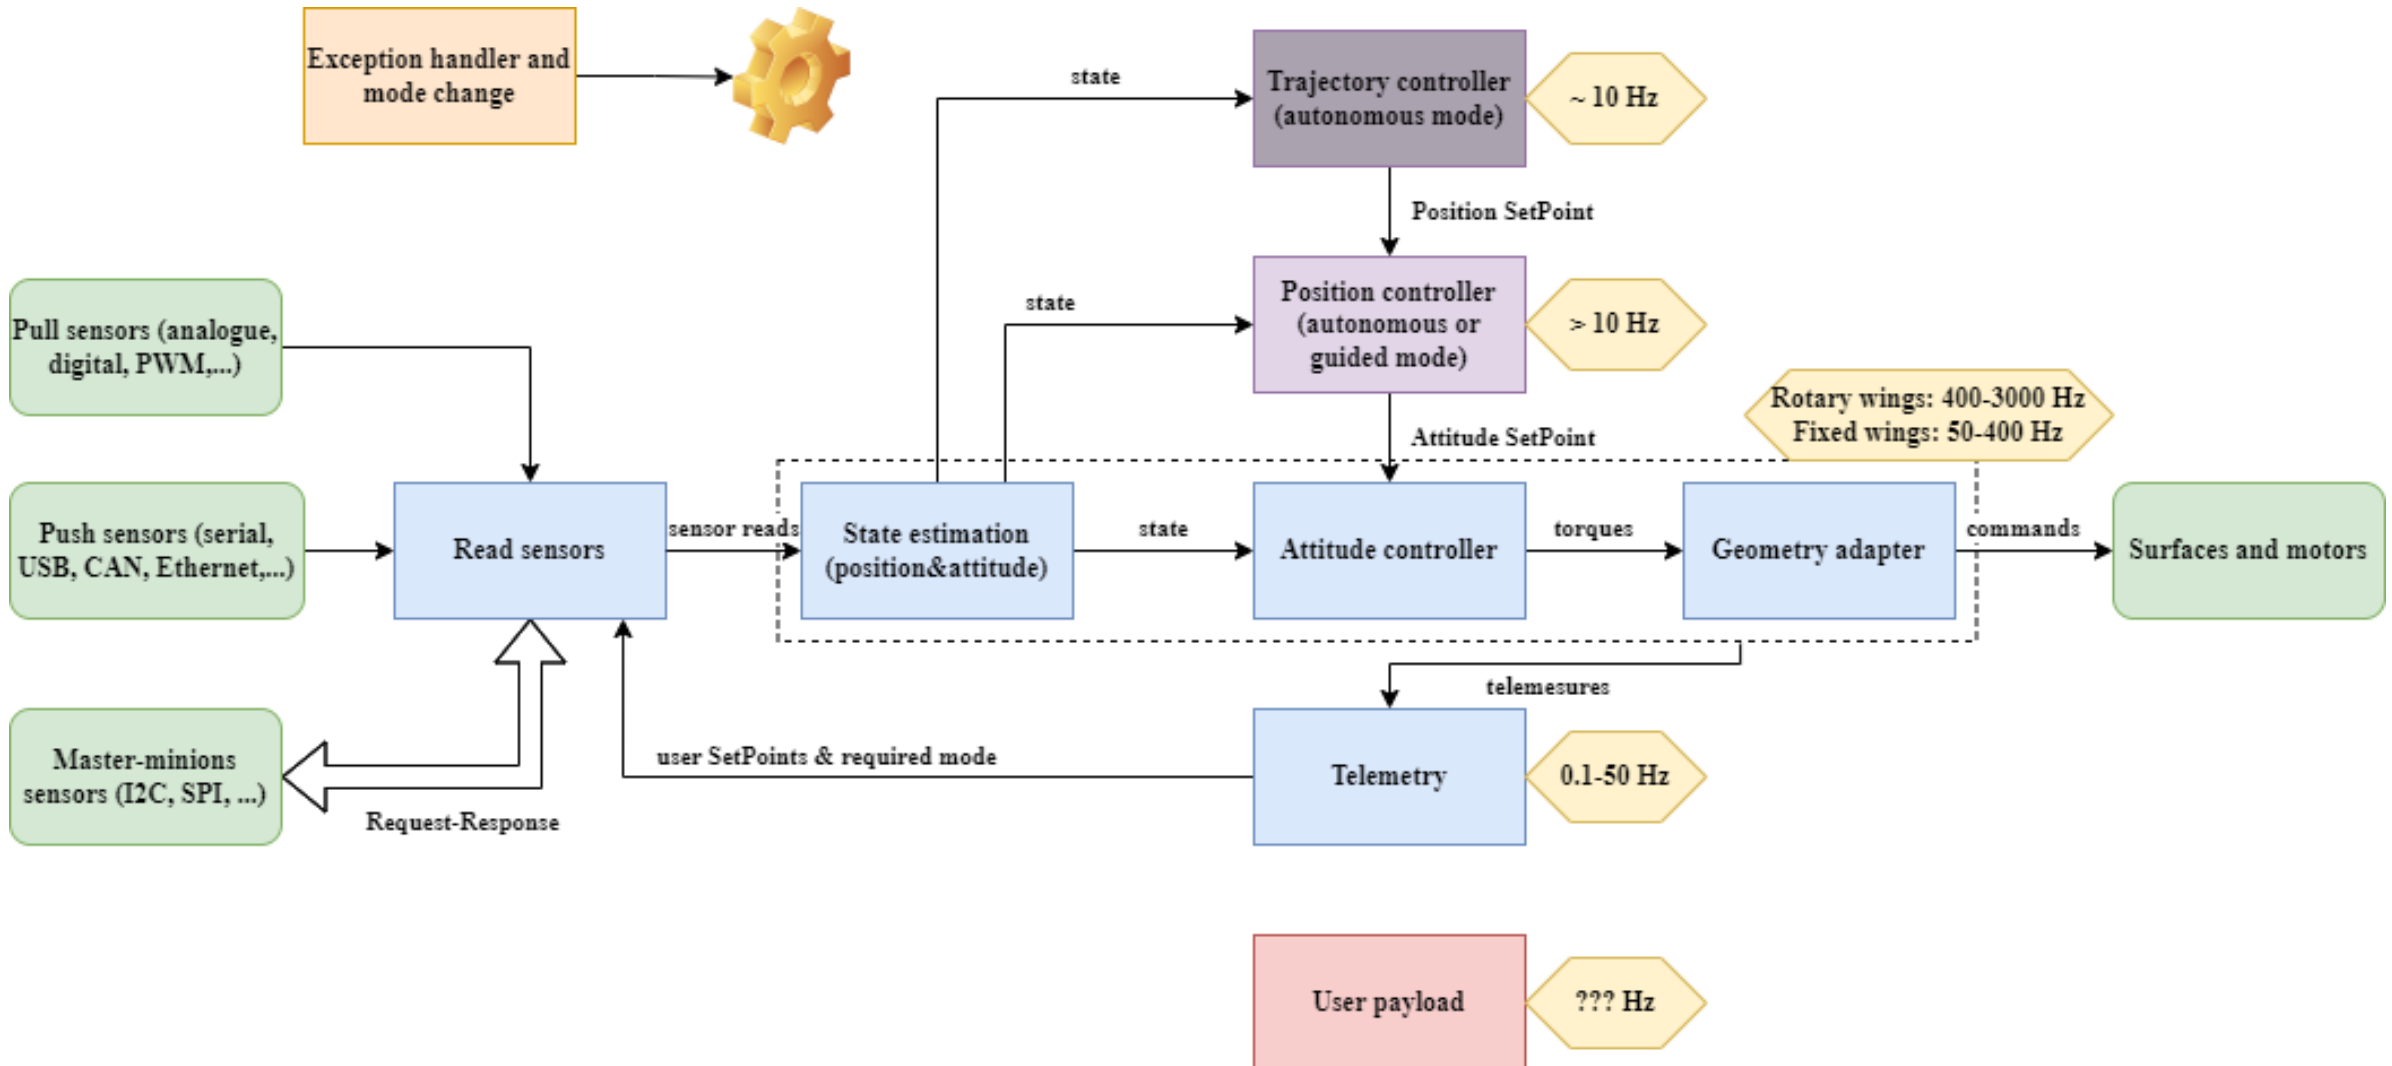 Exception handler and
mode change
state
Trajectory controller
(autonomous mode)
~ 10 Hz
Position SetPoint
Pull sensors (analogue,
digital, PWM,...)
state
Position controller
(autonomous or
guided mode)
> 10 Hz
Rotary wings: 400-3000 Hz
Fixed wings: 50-400 Hz
Attitude SetPoint
Push sensors (serial,
USB, CAN, Ethernet,...)
Read sensors
sensor reads
State estimation
(position&attitude)
state
Attitude controller
torques
Geometry adapter
commands
Surfaces and motors
telemesures
Master-minions
sensors (I2C, SPI, ...)
Request-Response
user SetPoints & required mode
Telemetry
0.1-50 Hz
User payload
??? Hz